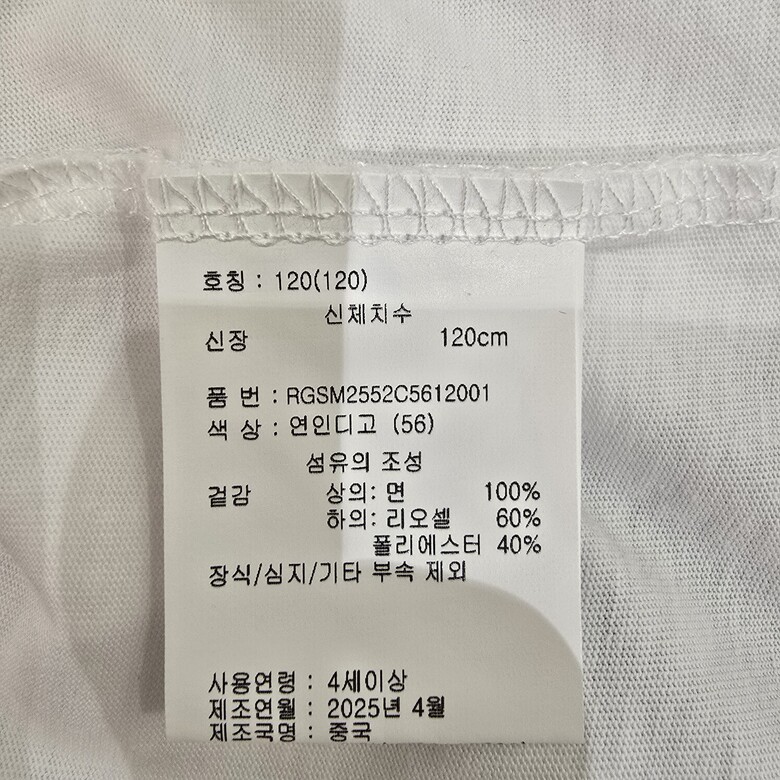 호칭 : 120(120)
신체치수
신장 120cm
품 번 : RGSM2552C5612001
색 상 : 연인디고 (56)
섬유의 조성
겉감 상의: 면 100%
하의: 리오셀 60%
폴리에스터 40%
장식/심지/기타 부속 제외
사용연령 : 4세이상
제조연월 : 2025년 4월
제조국명 : 중국